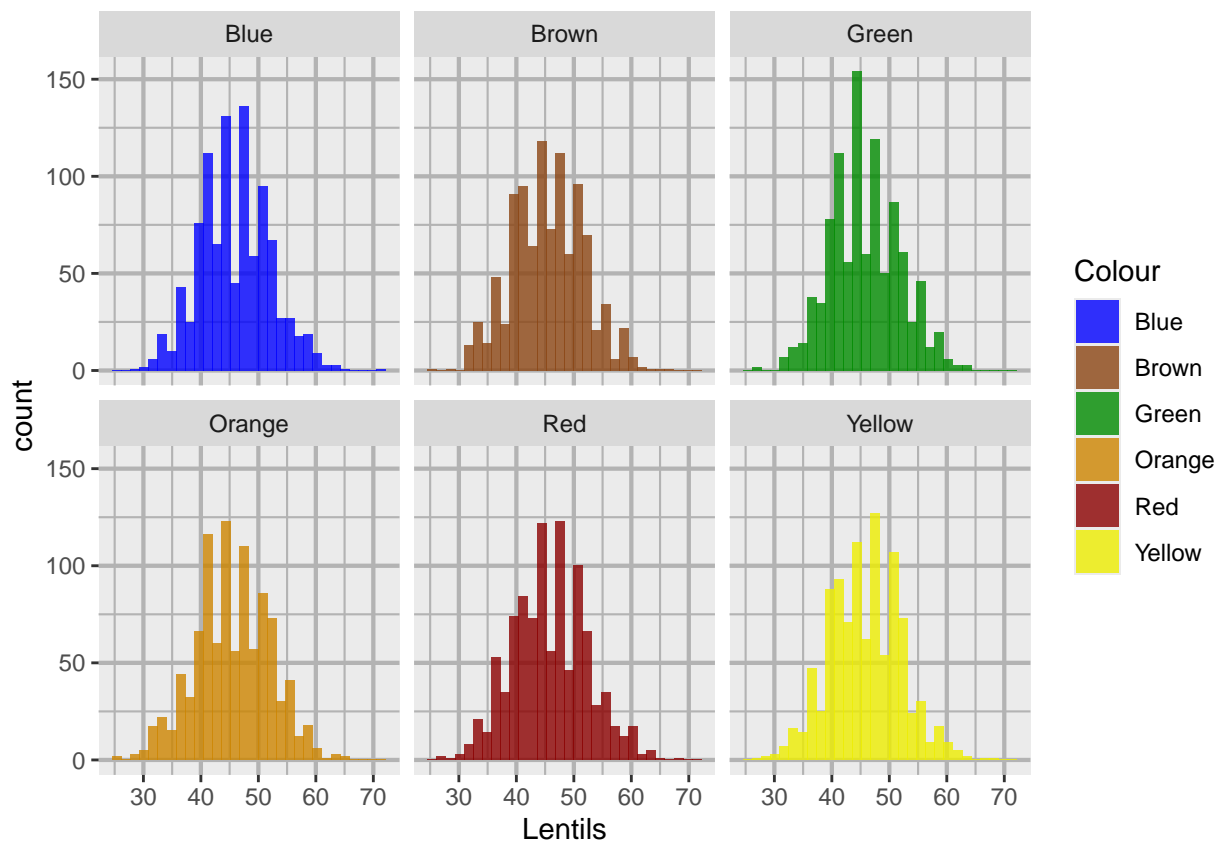 Blue Brown Green
150
100
50
0
count
Orange Red Yellow
150
100
50
0
30 40 50 60 70 30 40 50 60 70 30 40 50 60 70
Lentils
Colour
Blue
Brown
Green
Orange
Red
Yellow